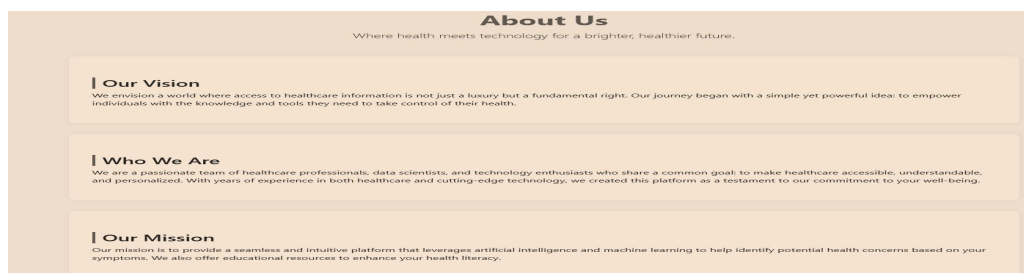 About Us
Where health meets technology for a brighter, healthier future.
Our Vision
We envision a world where access to healthcare information is not just a luxury but a fundamental right. Our journey began with a simple yet powerful idea: to empower
individuals with the knowledge and tools they need to take control of their health.
Who We Are
We are a passionate team of healthcare professionals, data scientists, and technology enthusiasts who share a common goal: to make healthcare accessible, understandable,
and personalized. With years of experience in both healthcare and cutting-edge technology, we created this platform as a testament to our commitment to your well-being.
Our Mission
Our mission is to provide a seamless and intuitive platform that leverages artificial intelligence and machine learning to help identify potential health concerns based on your
symptoms. We also offer educational resources to enhance your health literacy.